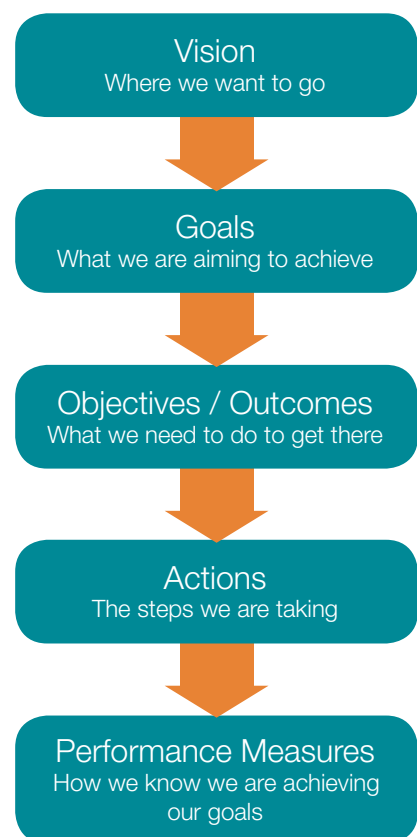 Vision
Where we want to go
Goals
What we are aiming to achieve
Objectives / Outcomes
What we need to do to get there
Actions
The steps we are taking
Performance Measures
How we know we are achieving
our goals